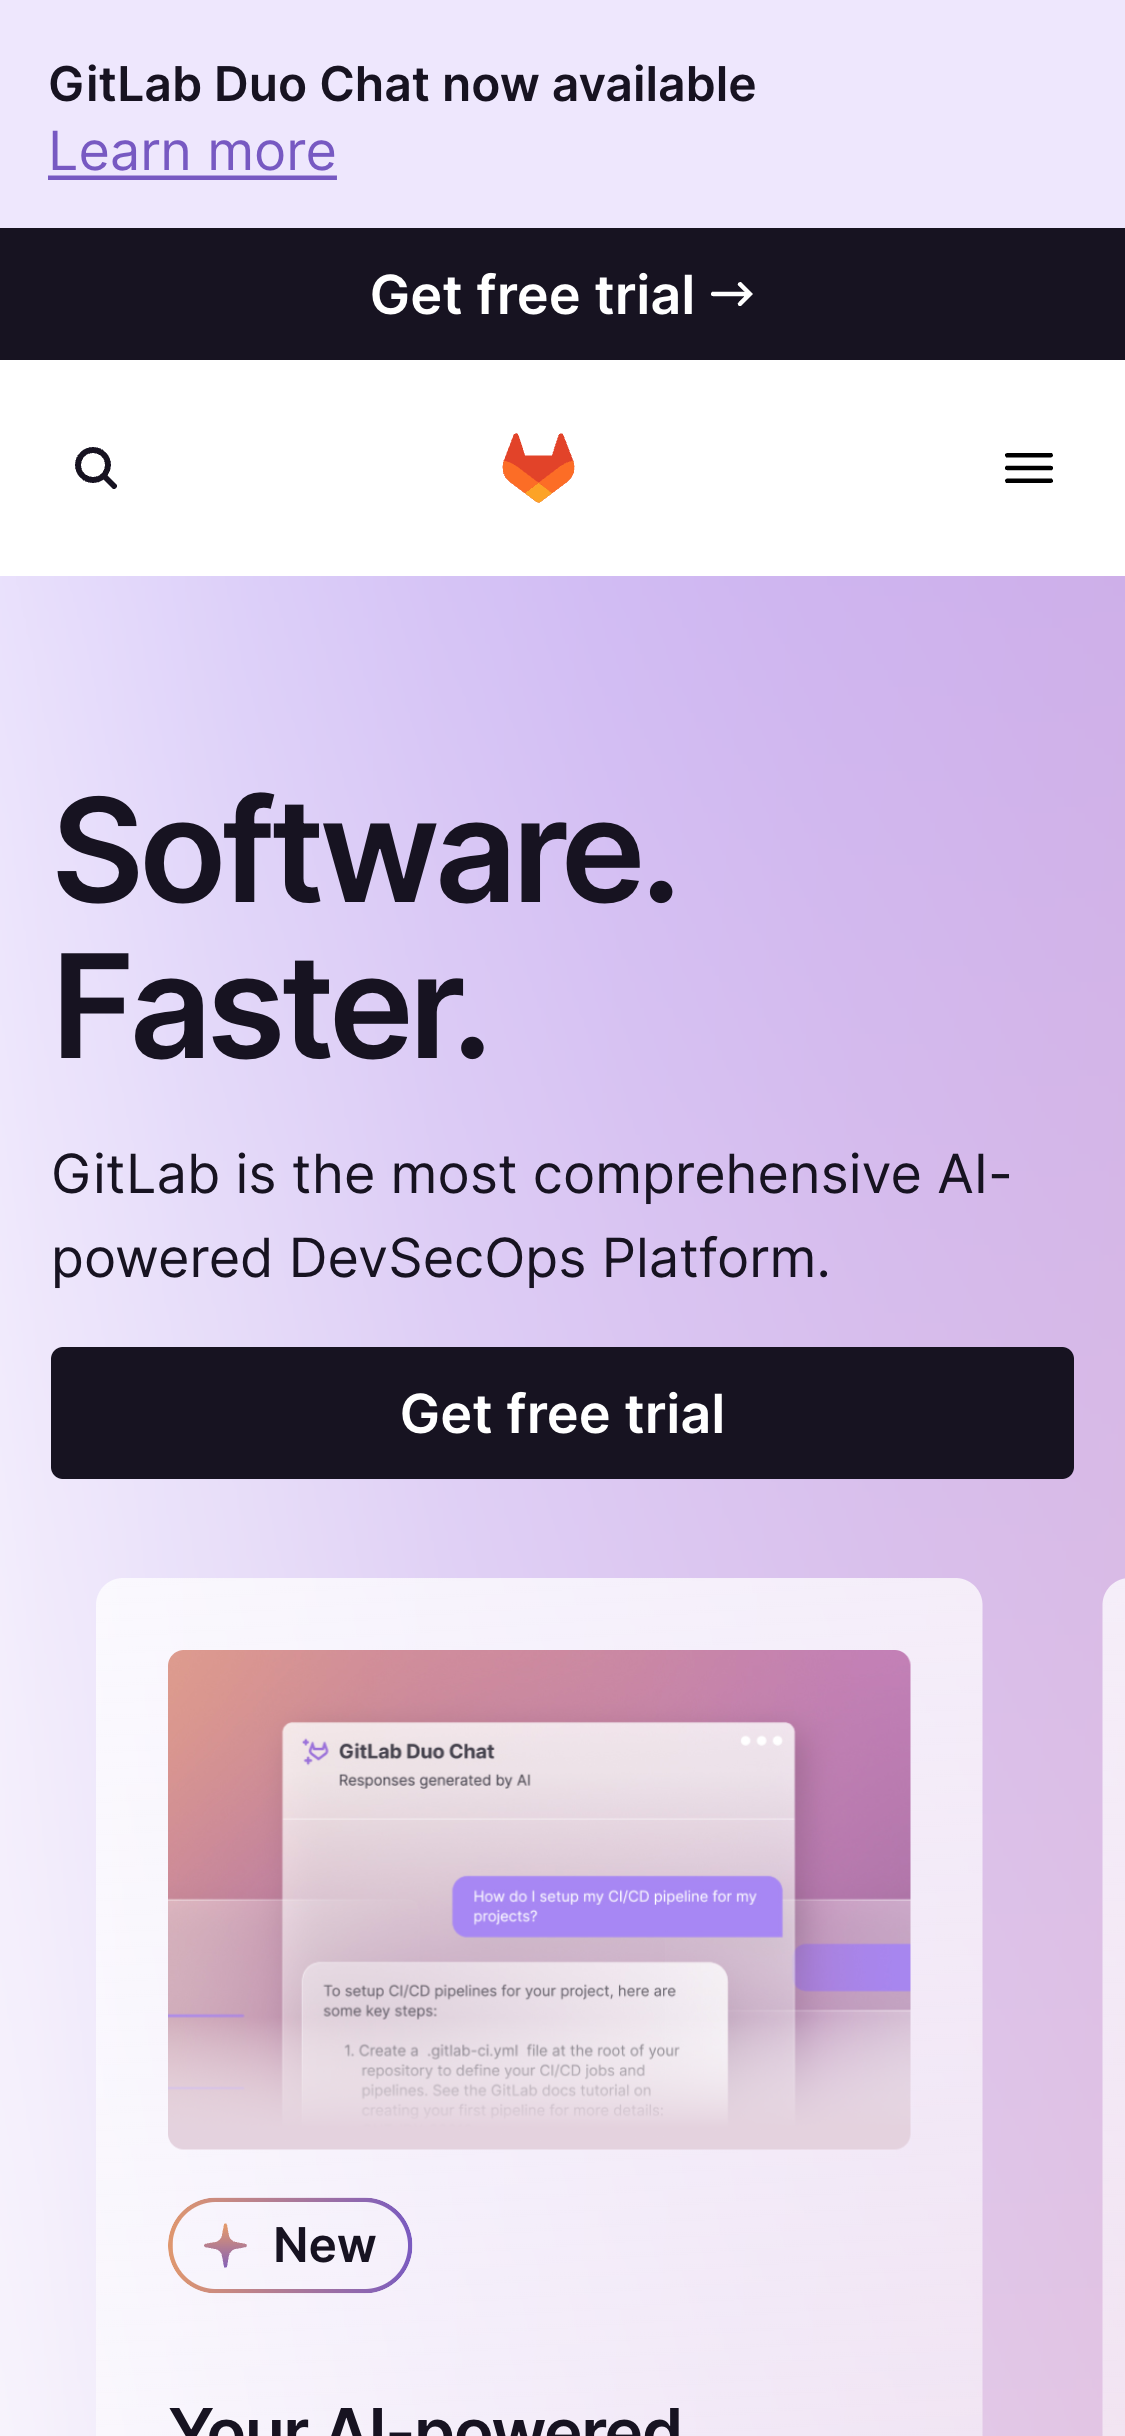 GitLab Duo Chat now available
Learn more
Get free trial →
Software.
Faster.
GitLab is the most comprehensive AI-
powered DevSecOps Platform.
Get free trial
GitLab Duo Chat
Responses generated by AI
How do I setup my CI/CD pipeline for my
projects?
To setup CI/CD pipelines for your project, here are
some key steps:
1. Create a .gitlab-ci.yml file at the root of your
repository to define your CI/CD jobs and
pipelines. See the GitLab docs tutorial on
creating your first pipeline for more details:
New
Your AI-powered